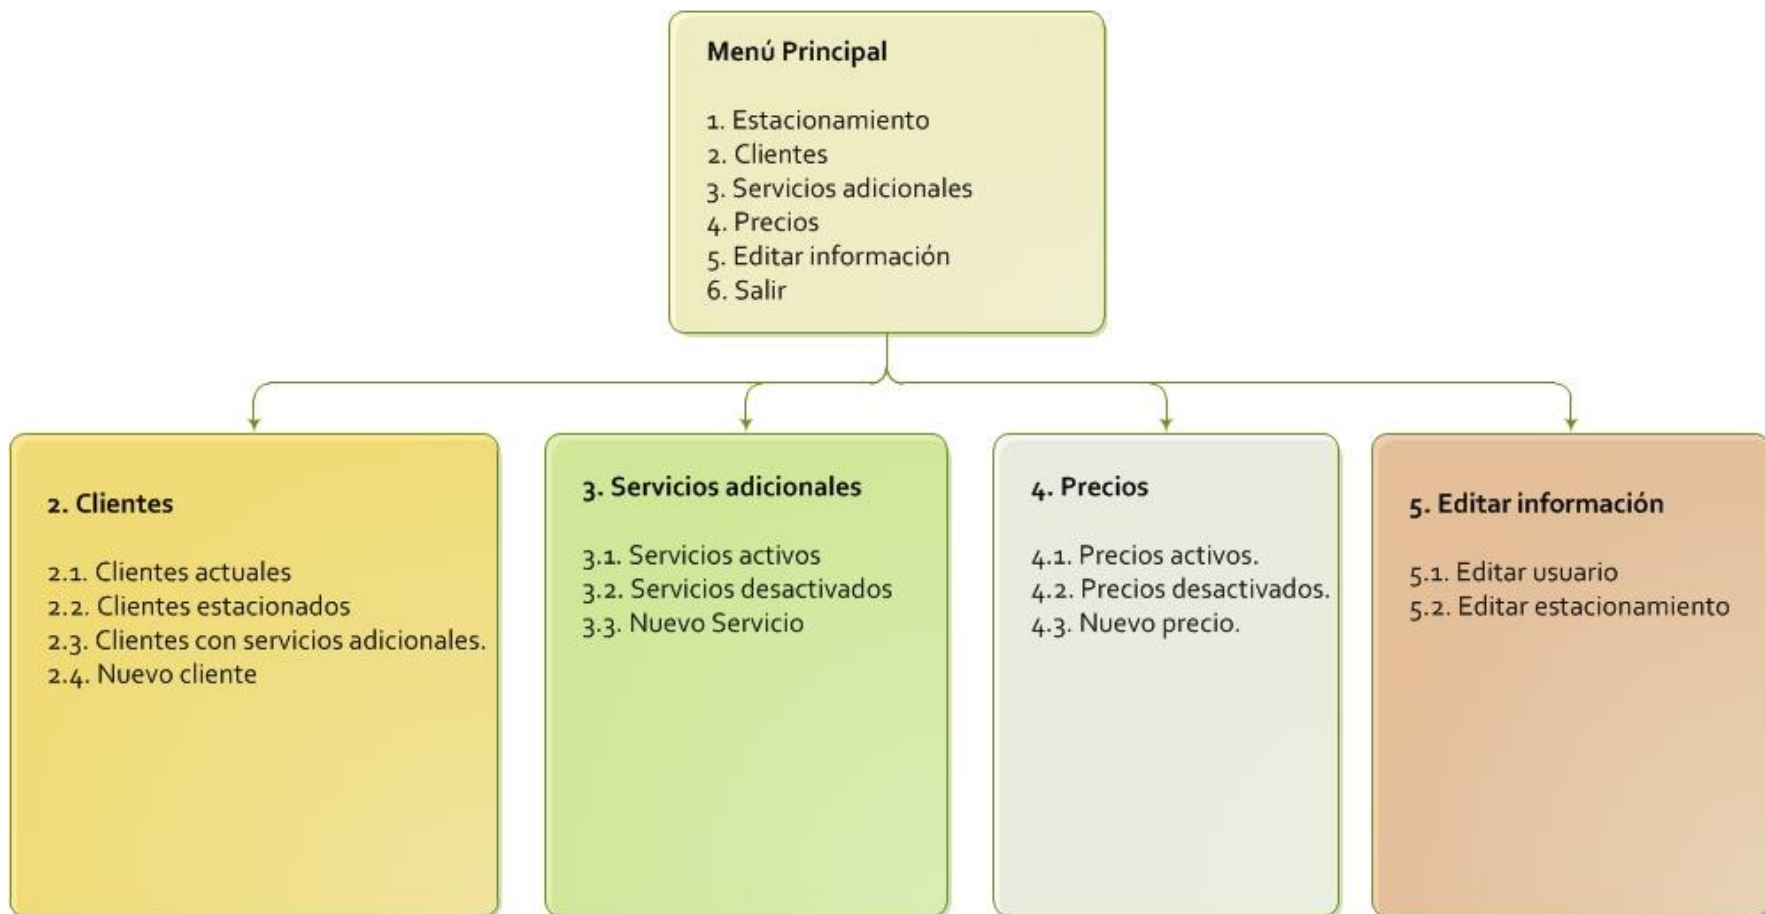 Menú Principal
1. Estacionamiento
2. Clientes
3. Servicios adicionales
4. Precios
5. Editar información
6. Salir
2. Clientes
2.1. Clientes actuales
2.2. Clientes estacionados
2.3. Clientes con servicios adicionales.
2.4. Nuevo cliente
3. Servicios adicionales
3.1. Servicios activos
3.2. Servicios desactivados
3.3. Nuevo Servicio
4. Precios
4.1. Precios activos.
4.2. Precios desactivados.
4.3. Nuevo precio.
5. Editar información
5.1. Editar usuario
5.2. Editar estacionamiento